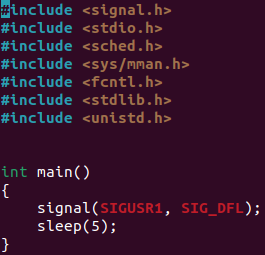 #include <signal.h>
#include <stdio.h>
#include <sched.h>
#include <sys/mman.h>
#include <fcntl.h>
#include <stdlib.h>
#include <unistd.h>

int main()
{
    signal(SIGUSR1, SIG_DFL);
    sleep(5);
}